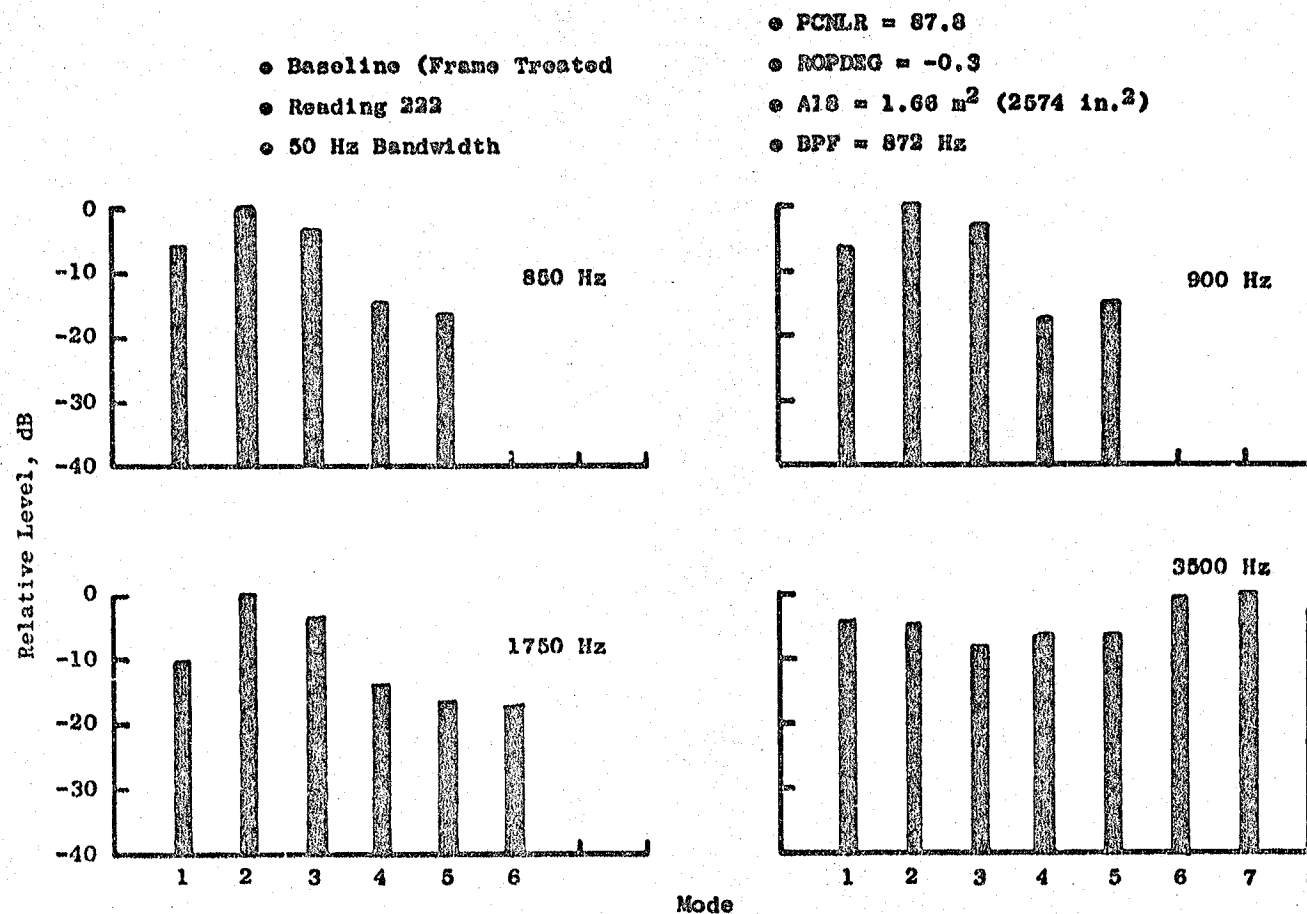 ● Baseline (Frame Treated
● Reading 222
● 50 Hz Bandwidth
● PCNLR = 87.8
● ROPDEG = -0.3
● A18 = 1.66 m² (2574 in.²)
● BPF = 872 Hz
0
-10
-20
-30
-40
850 Hz
900 Hz
Relative Level, dB
0
-10
-20
-30
-40
1750 Hz
3500 Hz
1 2 3 4 5 6
1 2 3 4 5 6 7
Mode